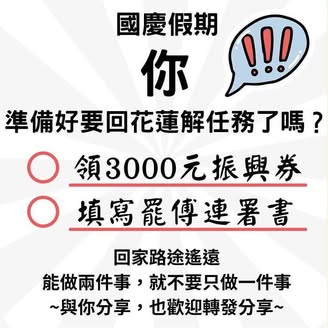 國慶假期
你
準備好要回花蓮解任務了嗎？
領3000元振興券
填寫罷傅連署書
回家路途遙遠
能做兩件事，就不要只做一件事
~與你分享，也歡迎轉發分享~